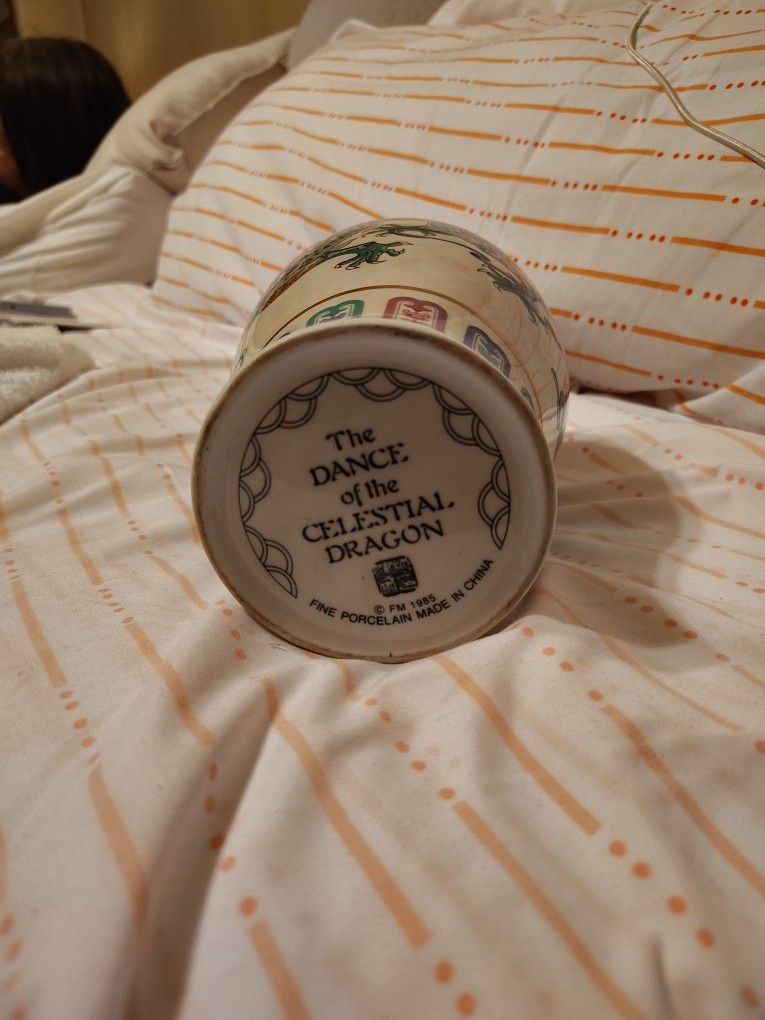 The
DANCE
of the
CELESTIAL
DRAGON
© FM 1985
FINE PORCELAIN MADE IN CHINA